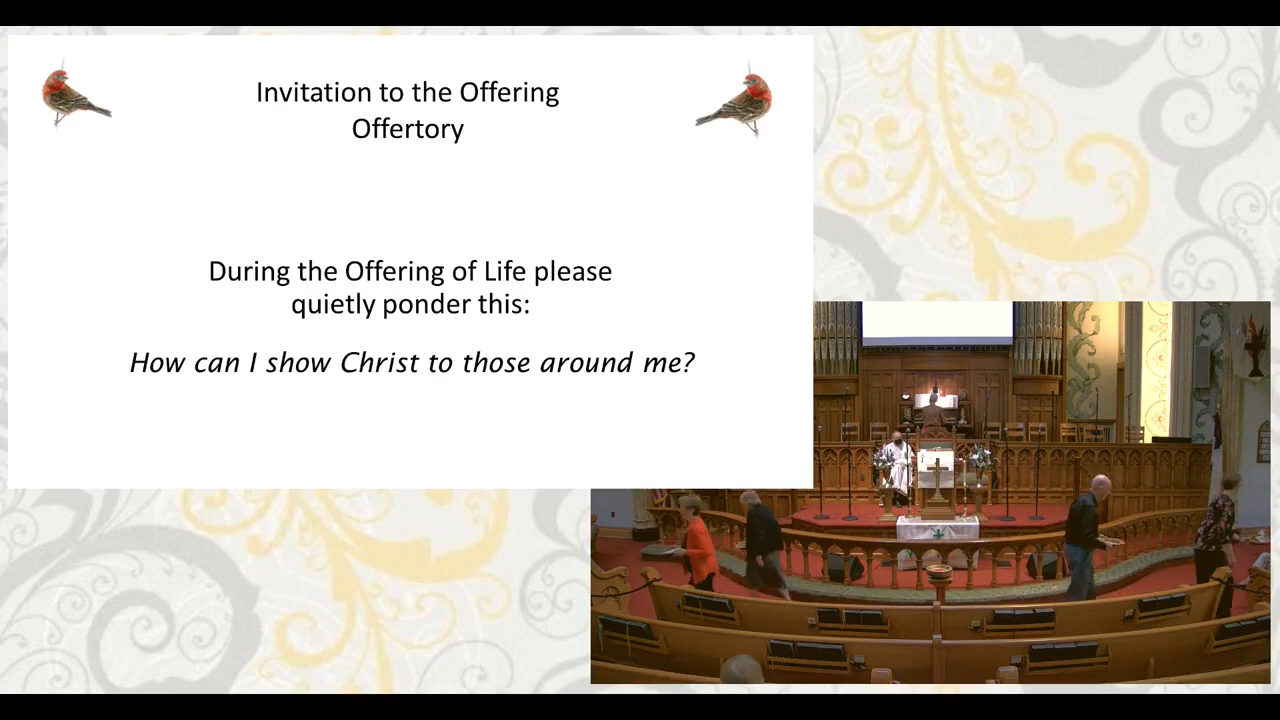 Invitation to the Offering
Offertory
During the Offering of Life please
quietly ponder this:
How can I show Christ to those around me?